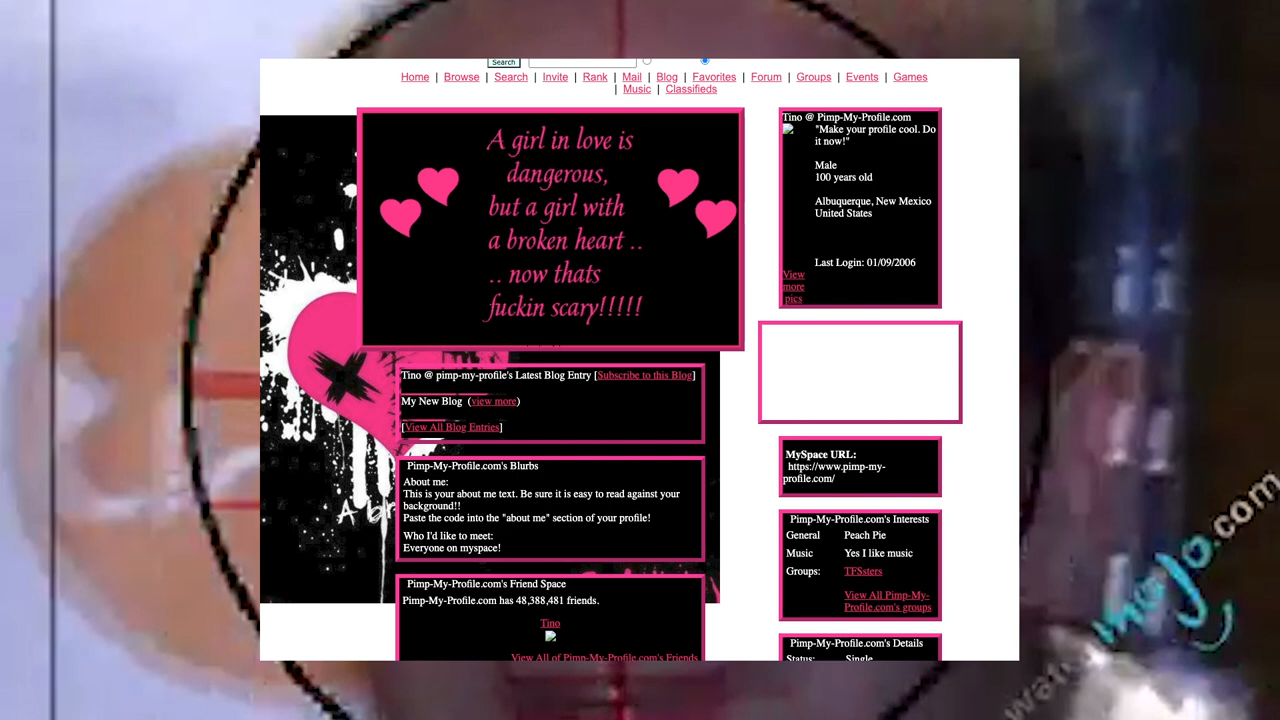 Search
Home | Browse | Search | Invite | Rank | Mail | Blog | Favorites | Forum | Groups | Events | Games
| Music | Classifieds
A girl in love is
dangerous,
but a girl with
a broken heart ..
.. now thats
fuckin scary!!!!!
Tino @ pimp-my-profile's Latest Blog Entry [Subscribe to this Blog]
My New Blog (view more)
[View All Blog Entries]
Pimp-My-Profile.com's Blurbs
About me:
This is your about me text. Be sure it is easy to read against your
background!!
Paste the code into the "about me" section of your profile!
Who I'd like to meet:
Everyone on myspace!
Pimp-My-Profile.com's Friend Space
Pimp-My-Profile.com has 48,388,481 friends.
Tino
View All of Pimp-My-Profile.com's Friends
A br
Tino @ Pimp-My-Profile.com
"Make your profile cool. Do
it now!"
Male
100 years old
Albuquerque, New Mexico
United States
Last Login: 01/09/2006
View
more
pics
MySpace URL:
https://www.pimp-my-
profile.com/
Pimp-My-Profile.com's Interests
General Peach Pie
Music Yes I like music
Groups: TFSsters
View All Pimp-My-
Profile.com's groups
Pimp-My-Profile.com's Details
Status: Single